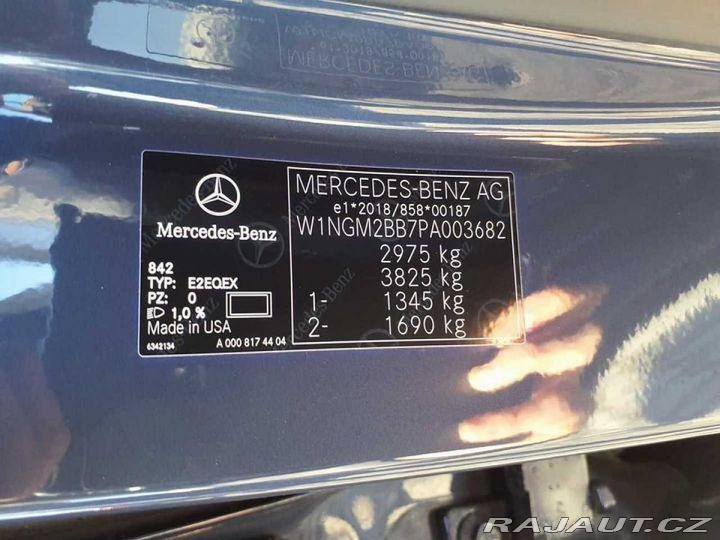 Mercedes-Benz
842
TYP: E2EQEX
PZ: 0
1,0 %
Made in USA
6342134
A 000 817 44 04
MERCEDES-BENZ AG
e1*2018/858*00187
W1NGM2BB7PA003682
2975 kg
3825 kg
1- 1345 kg
2- 1690 kg
RAJAUT.CZ